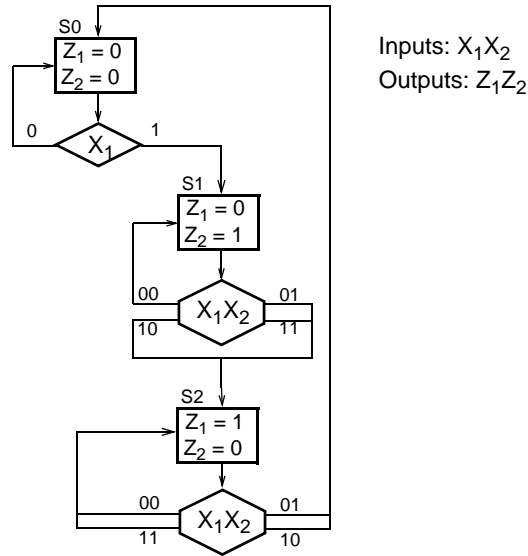 S0
Z₁ = 0
Z₂ = 0
Inputs: X₁X₂
Outputs: Z₁Z₂
0
X₁
1
S1
Z₁ = 0
Z₂ = 1
00
X₁X₂
01
10
11
S2
Z₁ = 1
Z₂ = 0
00
X₁X₂
01
11
10